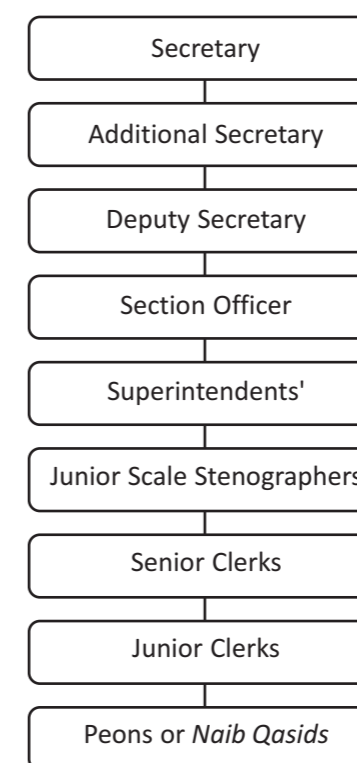 Secretary
Additional Secretary
Deputy Secretary
Section Officer
Superintendents'
Junior Scale Stenographers
Senior Clerks
Junior Clerks
Peons or Naib Qasids